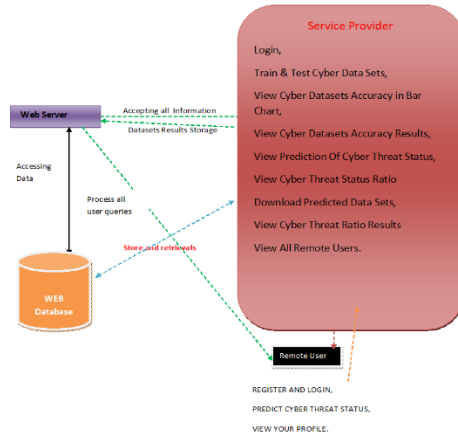 Service Provider
Login,
Train & Test Cyber Data Sets,
View Cyber Datasets Accuracy in Bar
Chart,
View Cyber Datasets Accuracy Results,
View Prediction Of Cyber Threat Status,
View Cyber Threat Status Ratio
Download Predicted Data Sets,
View Cyber Threat Ratio Results
View All Remote Users.
Web Server
Accepting all Information
Datasets Results Storage
Accessing
Data
Process all
user queries
Store and retrievals
WEB
Database
Remote User
REGISTER AND LOGIN,
PREDICT CYBER THREAT STATUS,
VIEW YOUR PROFILE.